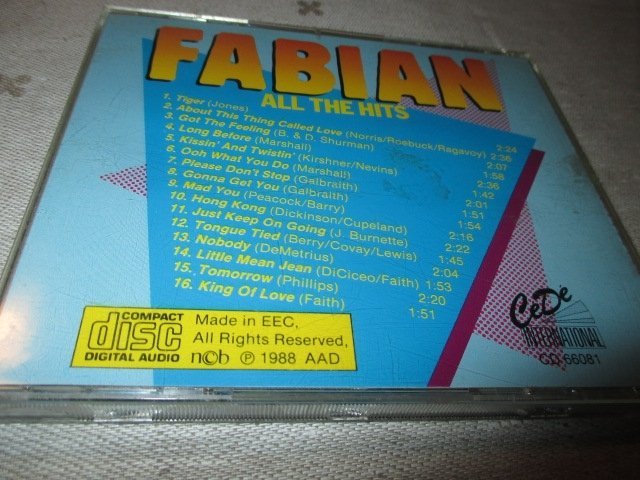 FABIAN
ALL THE HITS
1. Tiger (Jones) 2:24
2. About This Thing Called Love (Norris/Roebuck/Ragavoy) 2:36
3. Got The Feeling (B. & D. Shurman) 2:07
4. Long Before (Marshall) 1:58
5. Kissin' And Twistin' (Kirshner/Nevins) 2:36
6. Ooh What You Do (Marshall) 1:42
7. Please Don't Stop (Galbraith) 2:01
8. Gonna Get You (Galbraith) 1:51
9. Mad You (Peacock/Barry) 1:54
10. Hong Kong (Dickinson/Cupeland) 2:16
11. Just Keep On Going (J. Burnette) 2:22
12. Tongue Tied (Berry/Covay/Lewis) 1:45
13. Nobody (DeMetrius) 2:04
14. Little Mean Jean (DiCiceo/Faith) 1:53
15. Tomorrow (Phillips) 2:20
16. King Of Love (Faith) 1:51
COMPACT
disc
DIGITAL AUDIO
Made in EEC,
All Rights Reserved,
ncb ℗ 1988 AAD
CeDe
INTERNATIONAL
CD 66081